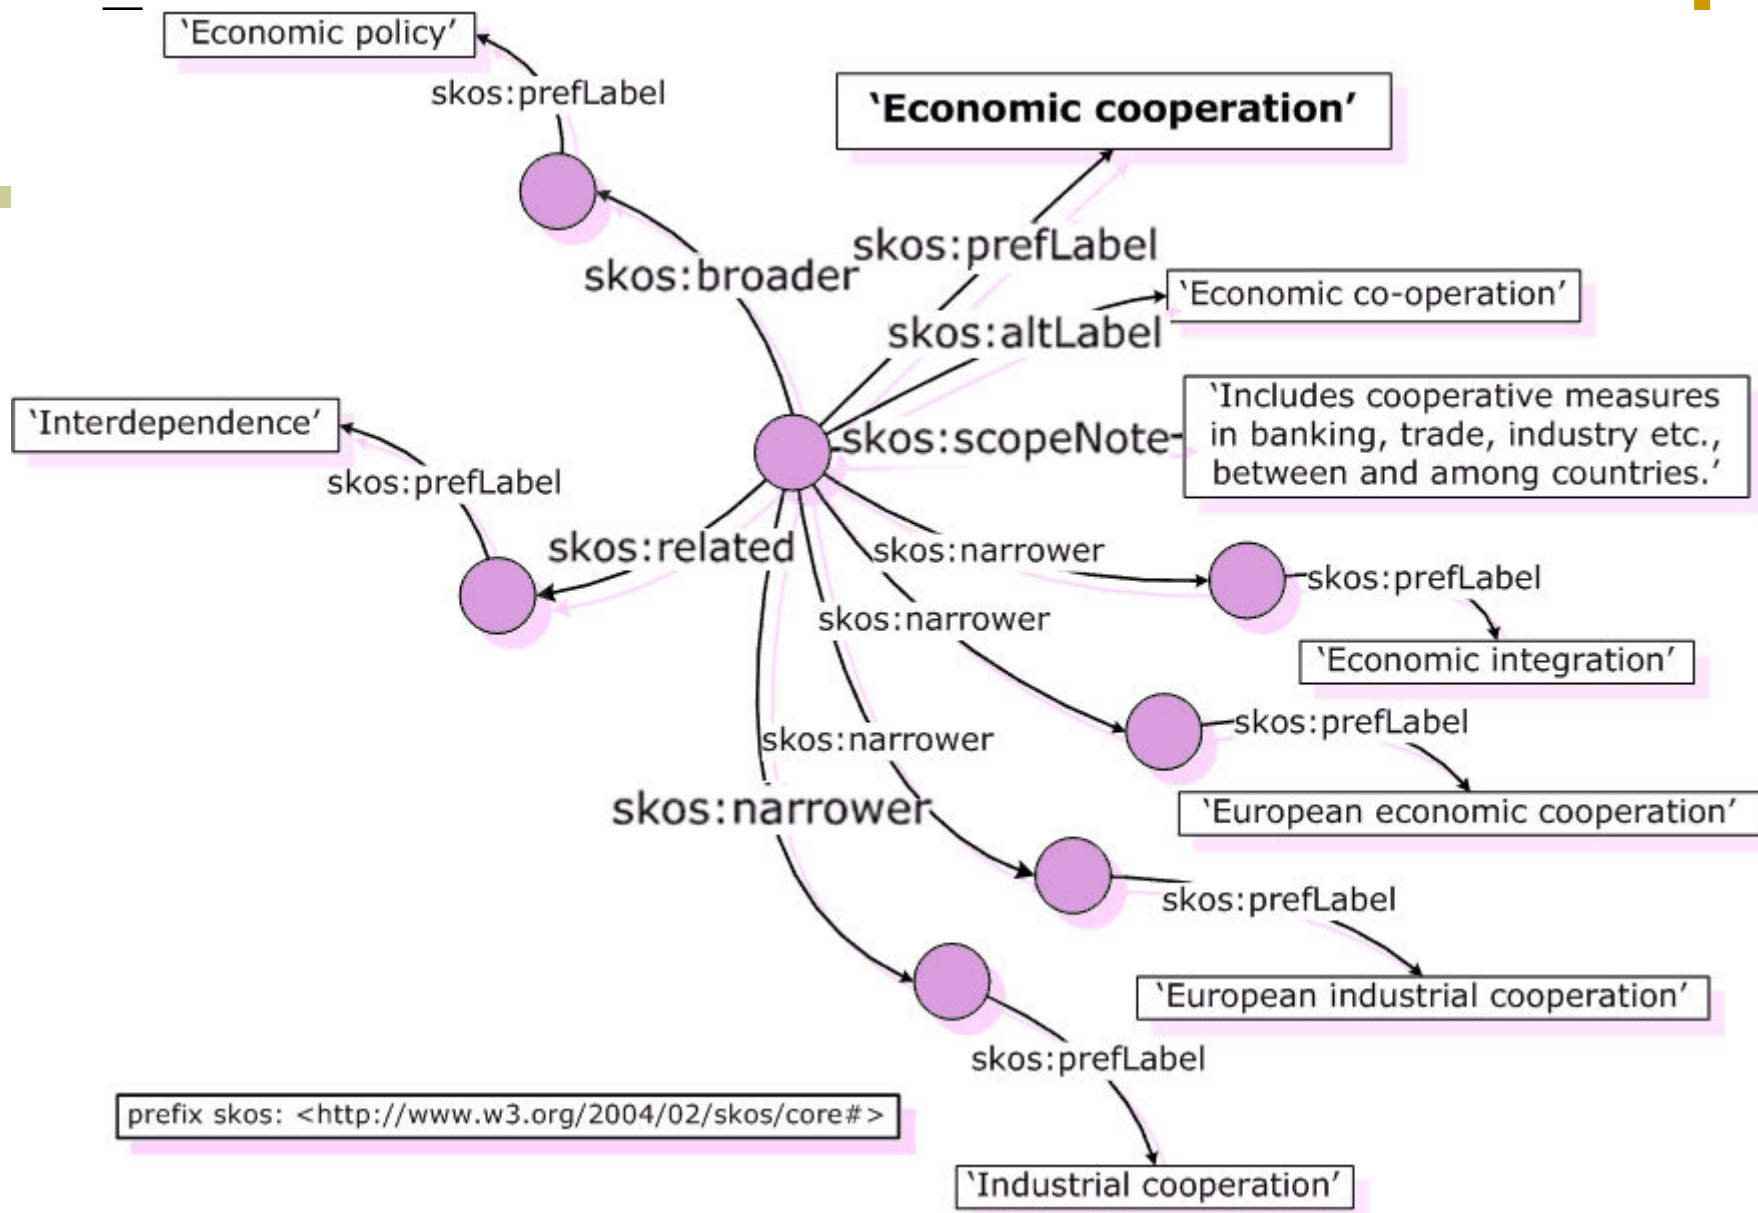 ‘Economic policy’
skos:prefLabel
‘Economic cooperation’
skos:prefLabel
skos:broader
‘Economic co-operation’
skos:altLabel
‘Includes cooperative measures
in banking, trade, industry etc.,
between and among countries.’
skos:scopeNote
‘Interdependence’
skos:prefLabel
skos:related
skos:narrower
skos:prefLabel
skos:narrower
‘Economic integration’
skos:prefLabel
skos:narrower
skos:narrower
‘European economic cooperation’
skos:prefLabel
‘European industrial cooperation’
skos:prefLabel
prefix skos: <http://www.w3.org/2004/02/skos/core#>
‘Industrial cooperation’